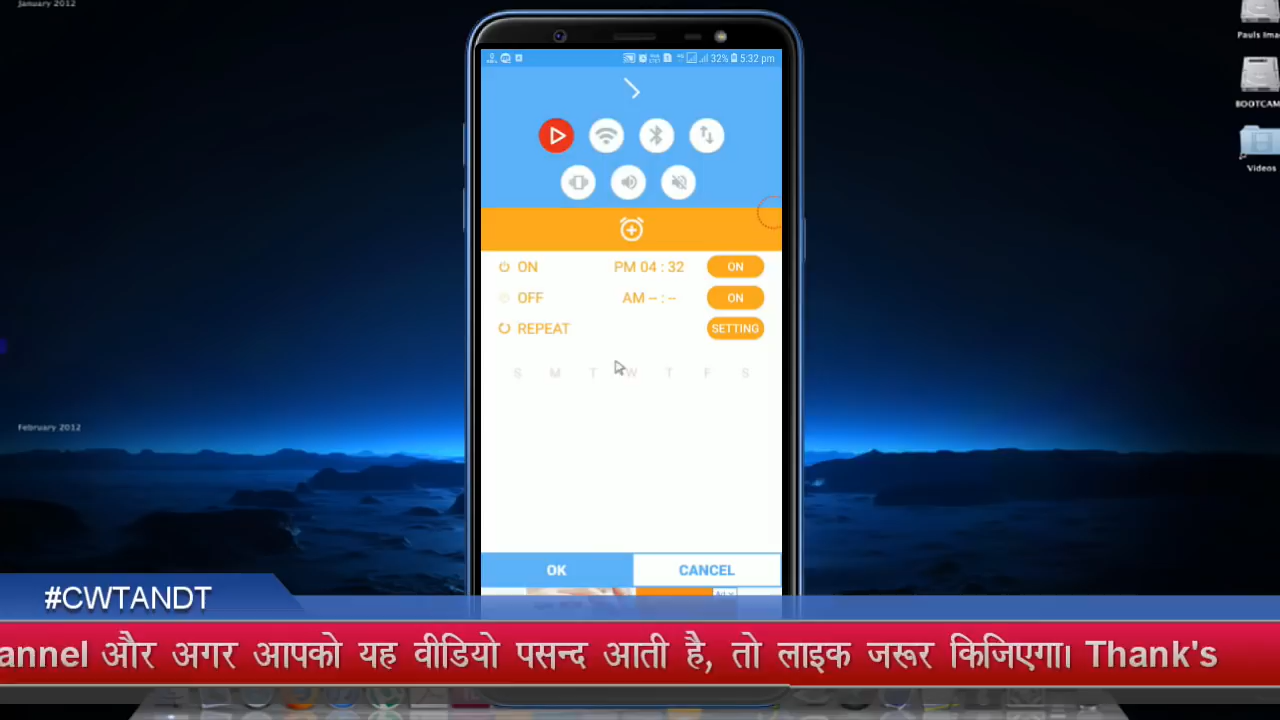 January 2012
Pauls Ima
32% 5:32 pm
BOOTCAM
Videos
ON PM 04 : 32 ON
OFF AM -- : -- ON
REPEAT SETTING
S M T W T F S
February 2012
OK CANCEL
#CWTANDT
annel और अगर आपको यह वीडियो पसन्द आती है, तो लाइक जरूर किजिएगा। Thank's